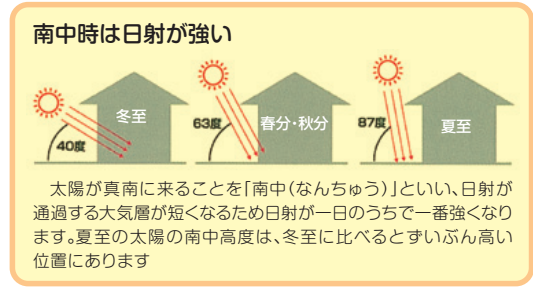 南中時は日射が強い
冬至
40度
春分・秋分
63度
夏至
87度
　太陽が真南に来ることを「南中(なんちゅう)」といい、日射が
通過する大気層が短くなるため日射が一日のうちで一番強くなり
ます。夏至の太陽の南中高度は、冬至に比べるとずいぶん高い
位置にあります